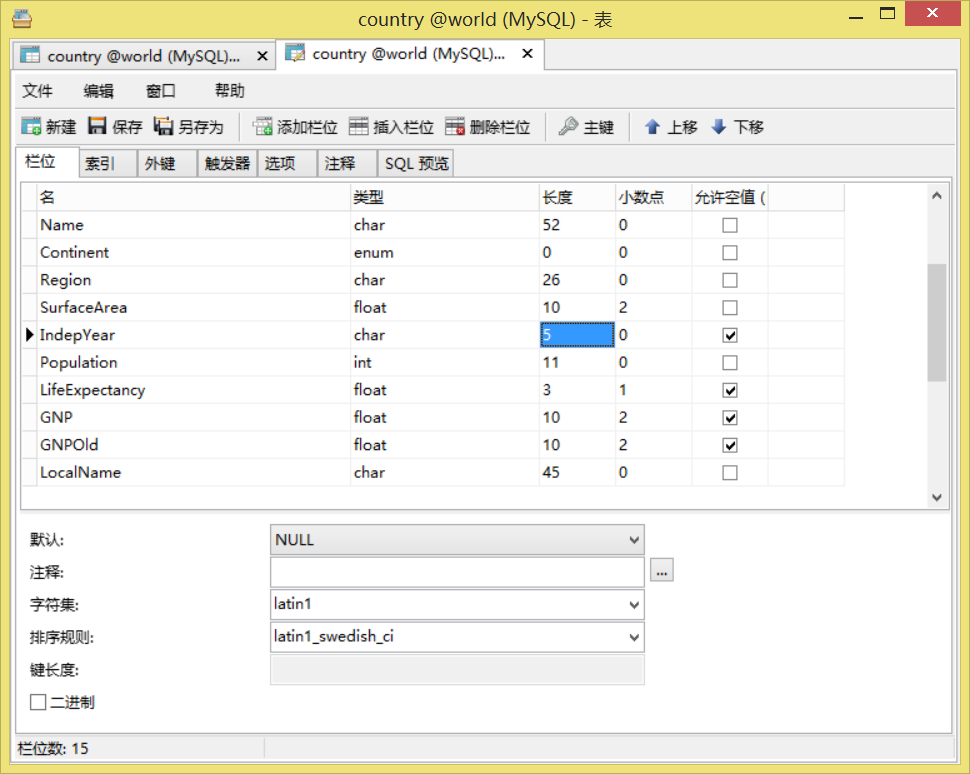 country @world (MySQL) - 表
country @world (MySQL)... country @world (MySQL)...
文件 编辑 窗口 帮助
新建 保存 另存为 添加栏位 插入栏位 删除栏位 主键 上移 下移
栏位 索引 外键 触发器 选项 注释 SQL 预览
名 类型 长度 小数点 允许空值 (
Name char 52 0
Continent enum 0 0
Region char 26 0
SurfaceArea float 10 2
IndepYear char 5 0
Population int 11 0
LifeExpectancy float 3 1
GNP float 10 2
GNPOld float 10 2
LocalName char 45 0
默认: NULL
注释: ...
字符集: latin1
排序规则: latin1_swedish_ci
键长度:
二进制
栏位数: 15